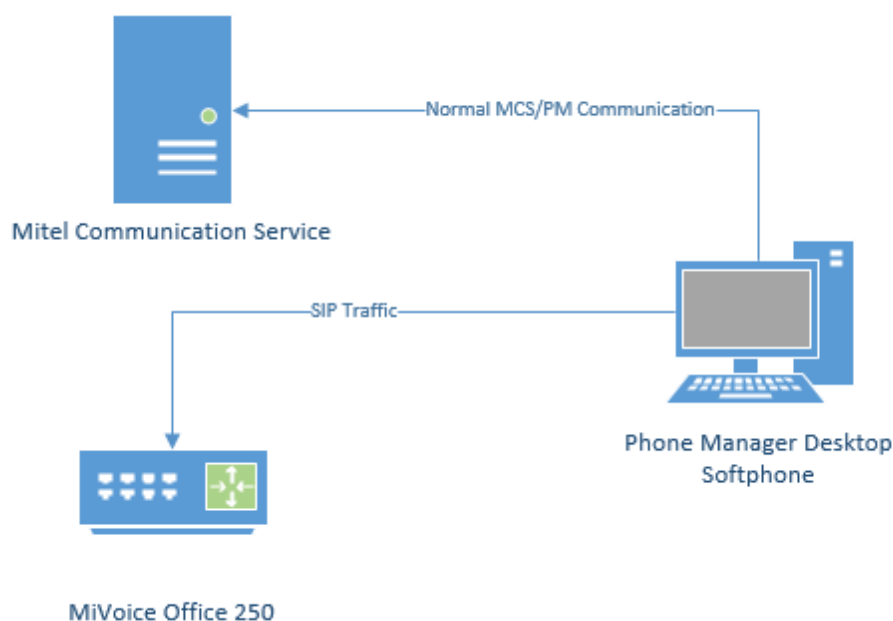 Normal MCS/PM Communication
Mitel Communication Service
SIP Traffic
Phone Manager Desktop
Softphone
MiVoice Office 250